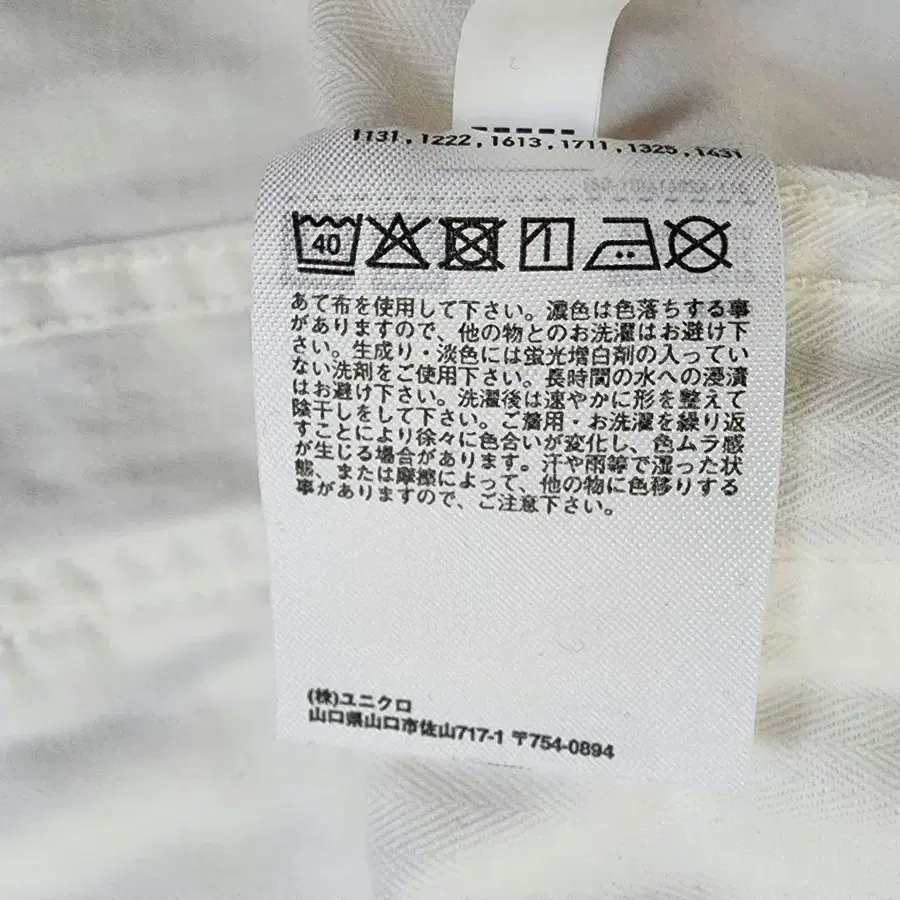 1131, 1222, 1613, 1711, 1325, 1431
40
あて布を使用して下さい。濃色は色落ちする事
がありますので、他の物とのお洗濯はお避け下
さい。生成り・淡色には蛍光増白剤の入ってい
ない洗剤をご使用下さい。長時間の水への浸漬
はお避け下さい。洗濯後は速やかに形を整えて
陰干しをして下さい。ご着用・お洗濯を繰り返
すことにより徐々に色合いが変化し、色ムラ感
が生じる場合があります。汗や雨等で湿った状
態、または摩擦によって、他の物に色移りする
事がありますので、ご注意下さい。
(株)ユニクロ
山口県山口市佐山717-1 〒754-0894